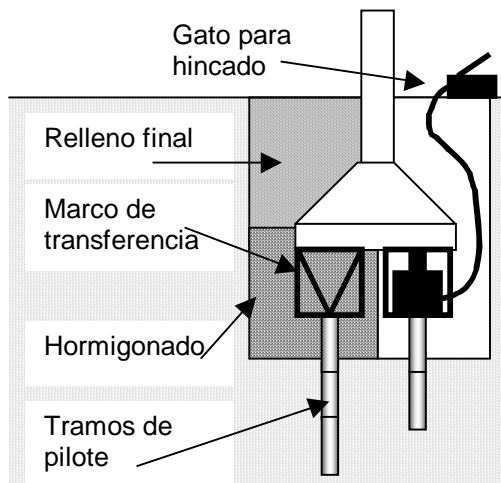 Gato para
hincado
Relleno final
Marco de
transferencia
Hormigonado
Tramos de
pilote